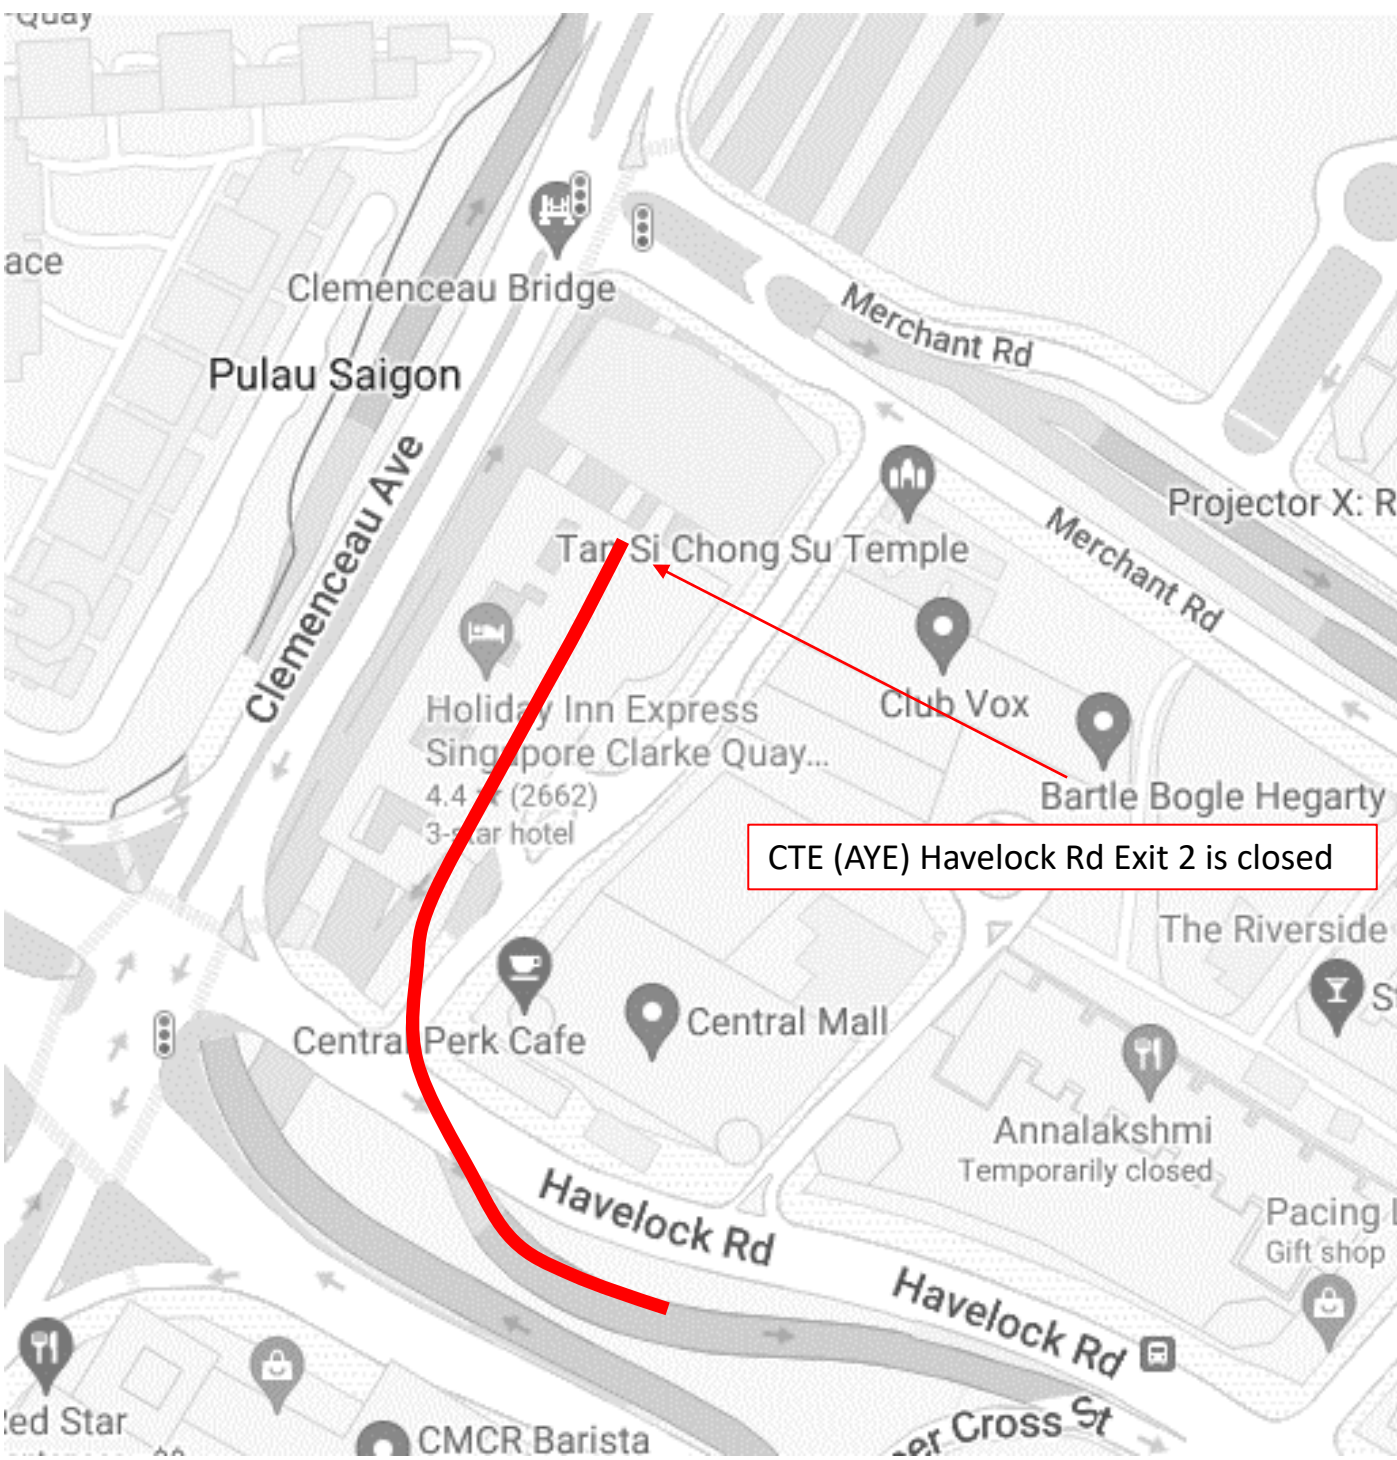 Quay
ace
Clemenceau Bridge
Pulau Saigon
Merchant Rd
Clemenceau Ave
Projector X: R
Tan Si Chong Su Temple
Merchant Rd
Club Vox
Holiday Inn Express
Singapore Clarke Quay...
4.4 ★ (2662)
3-star hotel
Bartle Bogle Hegarty
CTE (AYE) Havelock Rd Exit 2 is closed
The Riverside
Central Mall
Central Perk Cafe
Annalakshmi
Temporarily closed
Havelock Rd
Pacing
Gift shop
Havelock Rd
Red Star
CMCR Barista
Cross St